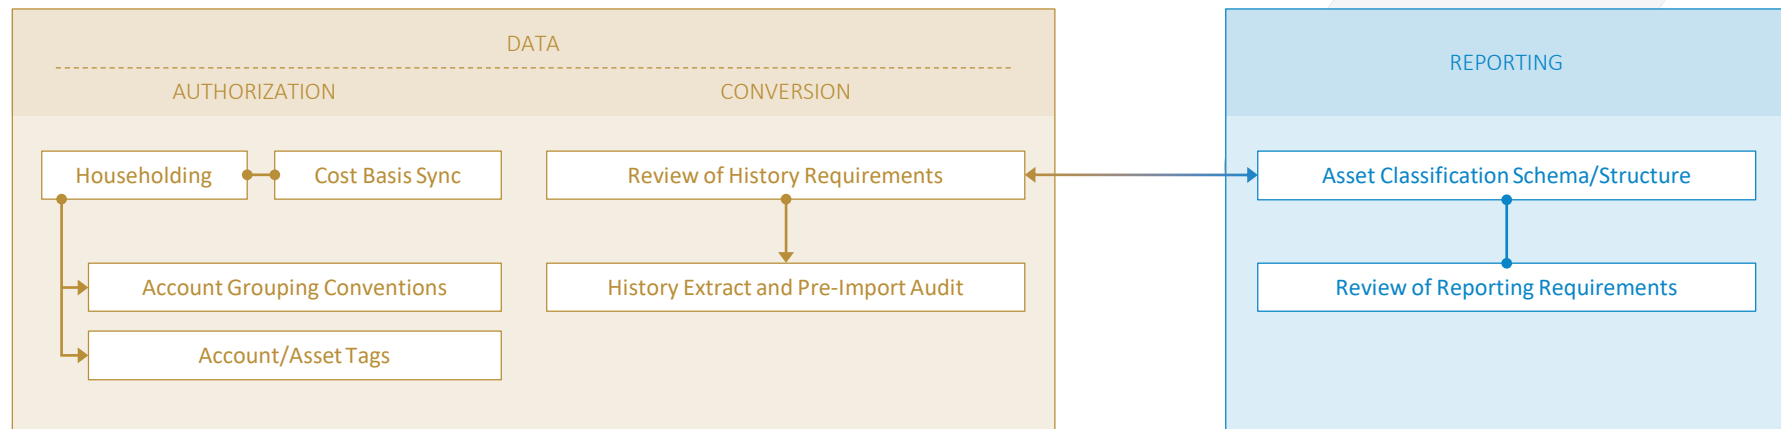 DATA
AUTHORIZATION
CONVERSION
Householding
Cost Basis Sync
Account Grouping Conventions
Account/Asset Tags
Review of History Requirements
History Extract and Pre-Import Audit
REPORTING
Asset Classification Schema/Structure
Review of Reporting Requirements